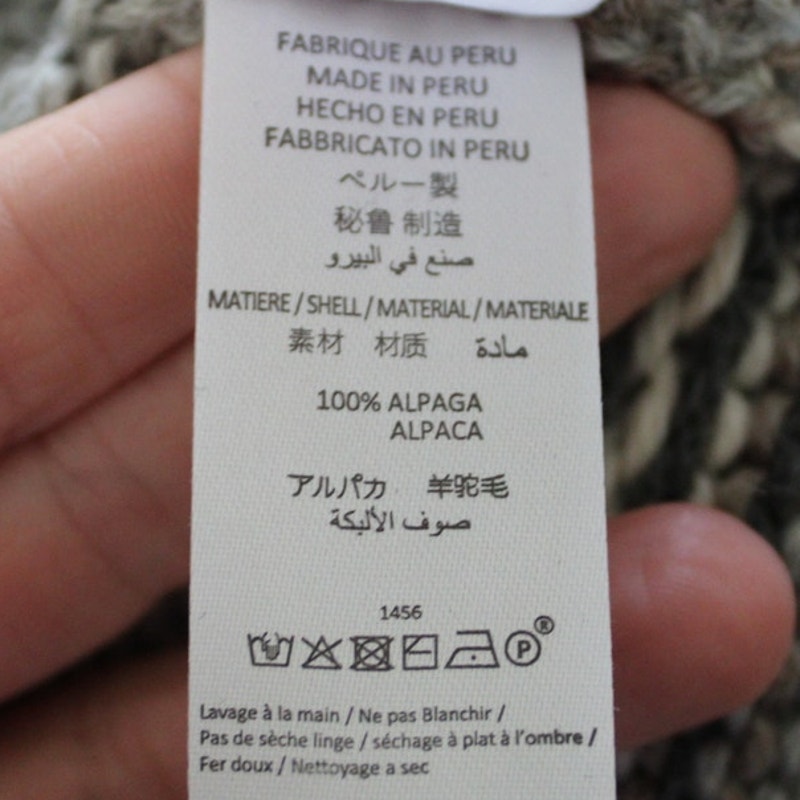 FABRIQUE AU PERU
MADE IN PERU
HECHO EN PERU
FABBRICATO IN PERU
ペルー製
秘鲁 制造
صنع في البيرو
MATIERE / SHELL / MATERIAL / MATERIALE
素材 材质 مادة
100% ALPAGA
ALPACA
アルパカ 羊驼毛
صوف الألبكة
1456
P ®
Lavage à la main / Ne pas Blanchir /
Pas de sèche linge / séchage à plat à l'ombre /
Fer doux / Nettoyage a sec